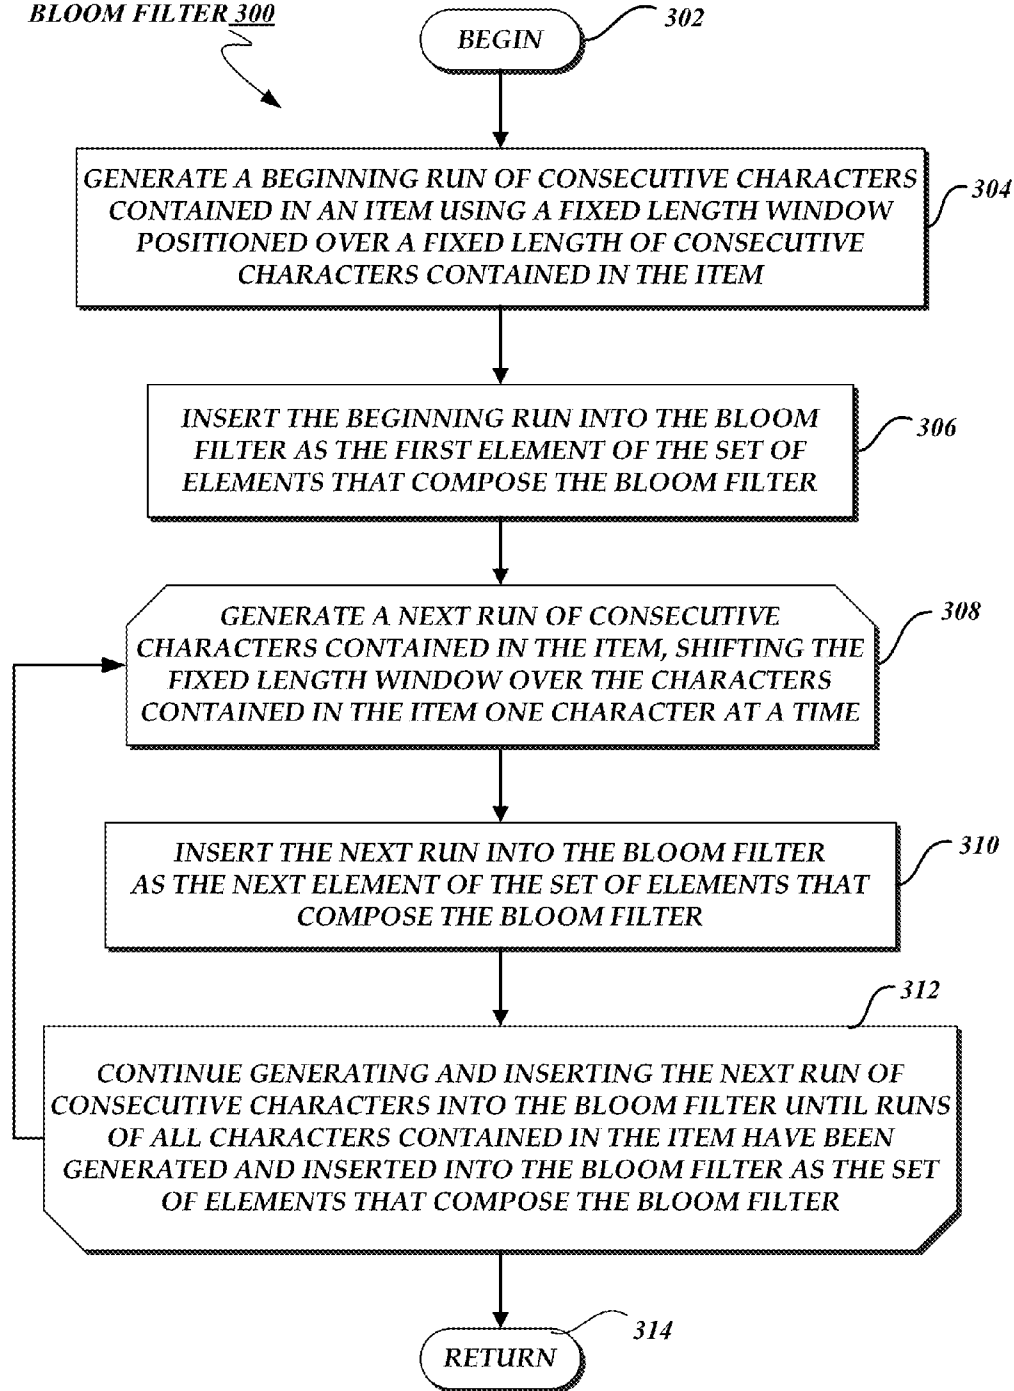 BLOOM FILTER 300
BEGIN
302
GENERATE A BEGINNING RUN OF CONSECUTIVE CHARACTERS
CONTAINED IN AN ITEM USING A FIXED LENGTH WINDOW
POSITIONED OVER A FIXED LENGTH OF CONSECUTIVE
CHARACTERS CONTAINED IN THE ITEM
304
INSERT THE BEGINNING RUN INTO THE BLOOM
FILTER AS THE FIRST ELEMENT OF THE SET OF
ELEMENTS THAT COMPOSE THE BLOOM FILTER
306
GENERATE A NEXT RUN OF CONSECUTIVE
CHARACTERS CONTAINED IN THE ITEM, SHIFTING THE
FIXED LENGTH WINDOW OVER THE CHARACTERS
CONTAINED IN THE ITEM ONE CHARACTER AT A TIME
308
INSERT THE NEXT RUN INTO THE BLOOM FILTER
AS THE NEXT ELEMENT OF THE SET OF ELEMENTS THAT
COMPOSE THE BLOOM FILTER
310
312
CONTINUE GENERATING AND INSERTING THE NEXT RUN OF
CONSECUTIVE CHARACTERS INTO THE BLOOM FILTER UNTIL RUNS
OF ALL CHARACTERS CONTAINED IN THE ITEM HAVE BEEN
GENERATED AND INSERTED INTO THE BLOOM FILTER AS THE SET
OF ELEMENTS THAT COMPOSE THE BLOOM FILTER
314
RETURN